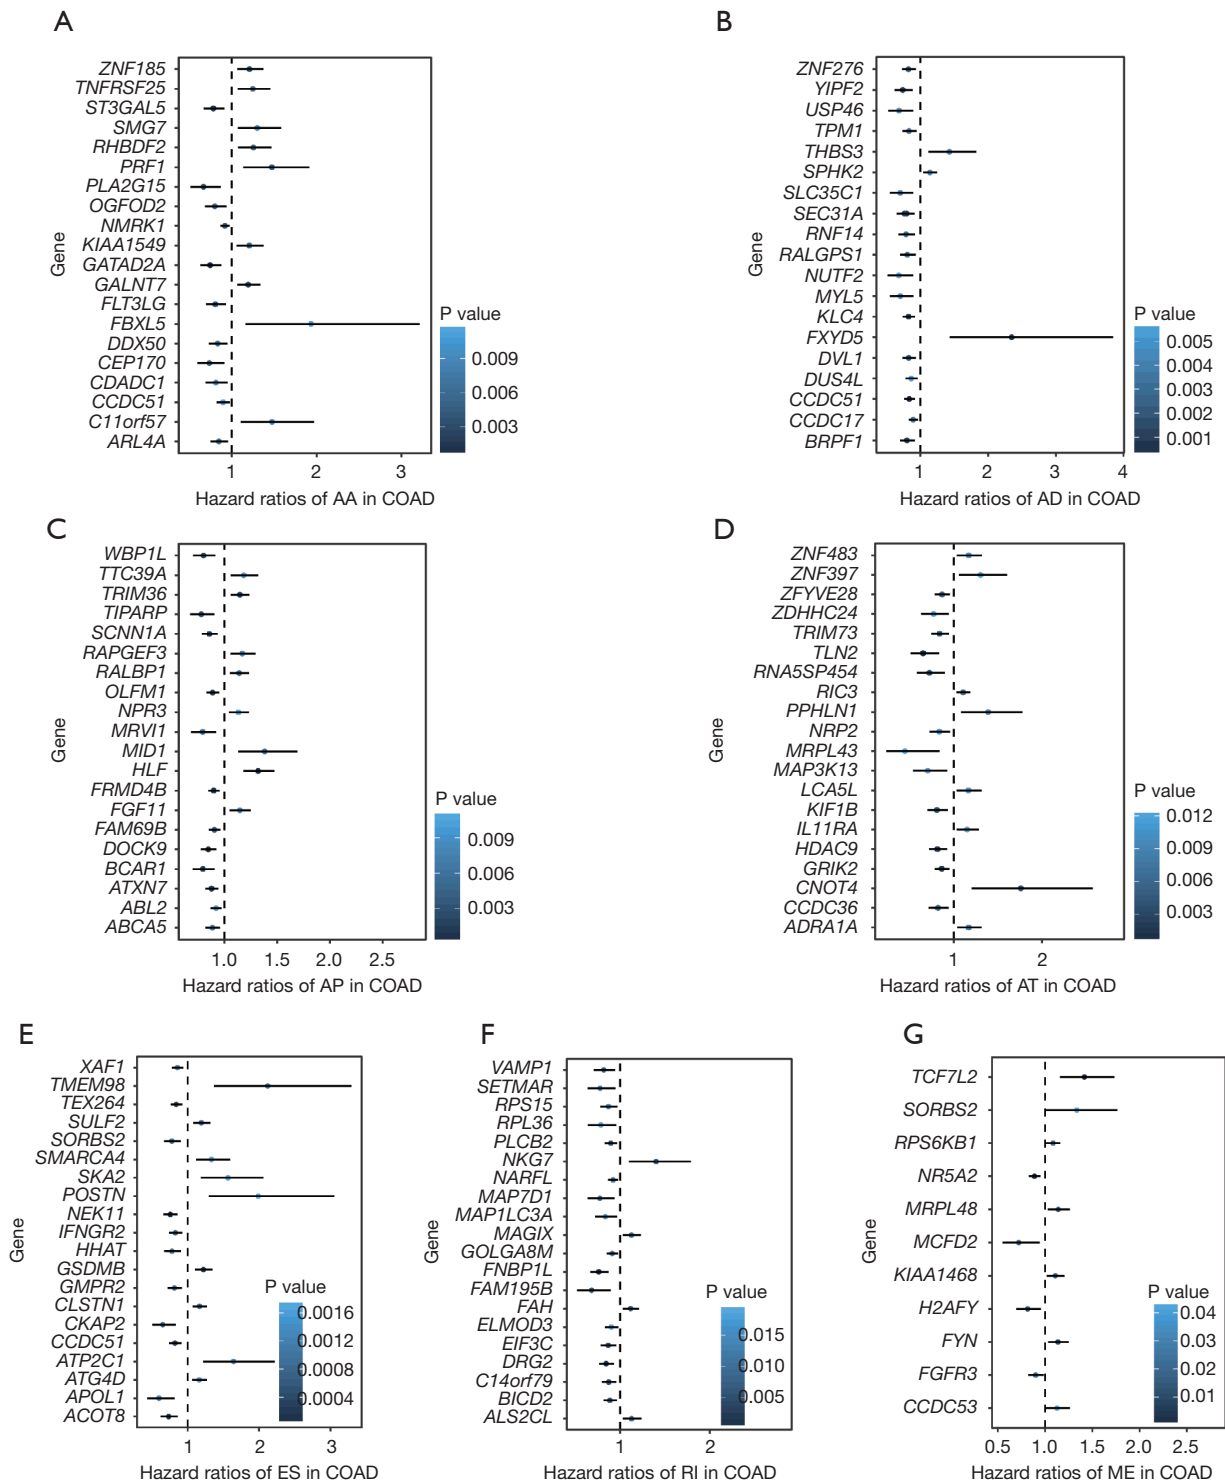 A
ZNF185
TNFRSF25
ST3GAL5
SMG7
RHBDF2
PRF1
PLA2G15
OGFOD2
NMRK1
KIAA1549
GATAD2A
GALNT7
FLT3LG
FBXL5
DDX50
CEP170
CDADC1
CCDC51
C11orf57
ARL4A
Gene
1 2 3
Hazard ratios of AA in COAD
P value
0.009
0.006
0.003
B
ZNF276
YIPF2
USP46
TPM1
THBS3
SPHK2
SLC35C1
SEC31A
RNF14
RALGPS1
NUTF2
MYL5
KLC4
FXYD5
DVL1
DUS4L
CCDC51
CCDC17
BRPF1
Gene
1 2 3 4
Hazard ratios of AD in COAD
P value
0.005
0.004
0.003
0.002
0.001
C
WBP1L
TTC39A
TRIM36
TIPARP
SCNN1A
RAPGEF3
RALBP1
OLFM1
NPR3
MRVI1
MID1
HLF
FRMD4B
FGF11
FAM69B
DOCK9
BCAR1
ATXN7
ABL2
ABCA5
Gene
1.0 1.5 2.0 2.5
Hazard ratios of AP in COAD
P value
0.009
0.006
0.003
D
ZNF483
ZNF397
ZFYVE28
ZDHHC24
TRIM73
TLN2
RNA5SP454
RIC3
PPHLN1
NRP2
MRPL43
MAP3K13
LCA5L
KIF1B
IL11RA
HDAC9
GRIK2
CNOT4
CCDC36
ADRA1A
Gene
1 2
Hazard ratios of AT in COAD
P value
0.012
0.009
0.006
0.003
E
XAF1
TMEM98
TEX264
SULF2
SORBS2
SMARCA4
SKA2
POSTN
NEK11
IFNGR2
HHAT
GSDMB
GMPR2
CLSTN1
CKAP2
CCDC51
ATP2C1
ATG4D
APOL1
ACOT8
Gene
1 2 3
Hazard ratios of ES in COAD
P value
0.0016
0.0012
0.0008
0.0004
F
VAMP1
SETMAR
RPS15
RPL36
PLCB2
NKG7
NARFL
MAP7D1
MAP1LC3A
MAGIX
GOLGA8M
FNBP1L
FAM195B
FAH
ELMOD3
EIF3C
DRG2
C14orf79
BICD2
ALS2CL
Gene
1 2
Hazard ratios of RI in COAD
P value
0.015
0.010
0.005
G
TCF7L2
SORBS2
RPS6KB1
NR5A2
MRPL48
MCFD2
KIAA1468
H2AFY
FYN
FGFR3
CCDC53
Gene
0.5 1.0 1.5 2.0 2.5
Hazard ratios of ME in COAD
P value
0.04
0.03
0.02
0.01